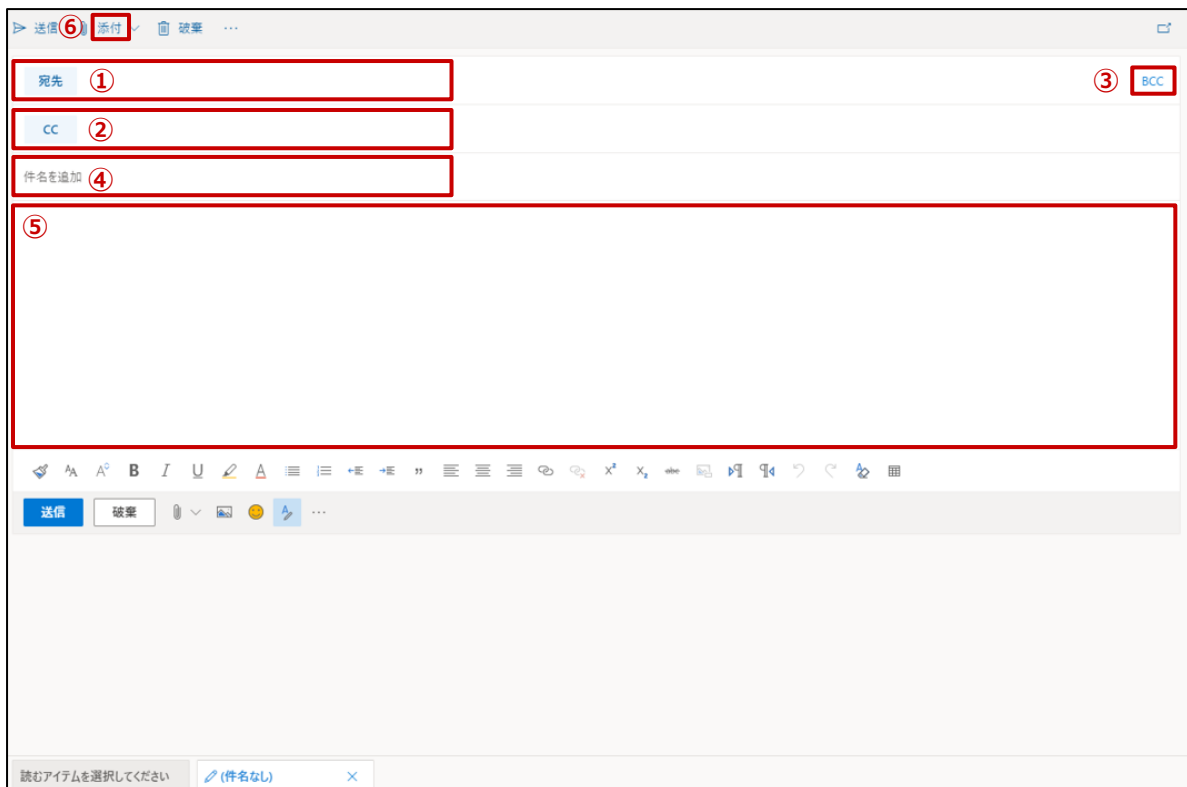 送信 ⑥ 添付 破棄 …
宛先 ① ③ BCC
CC ②
件名を追加 ④
⑤
送信 破棄 …
読むアイテムを選択してください (件名なし)